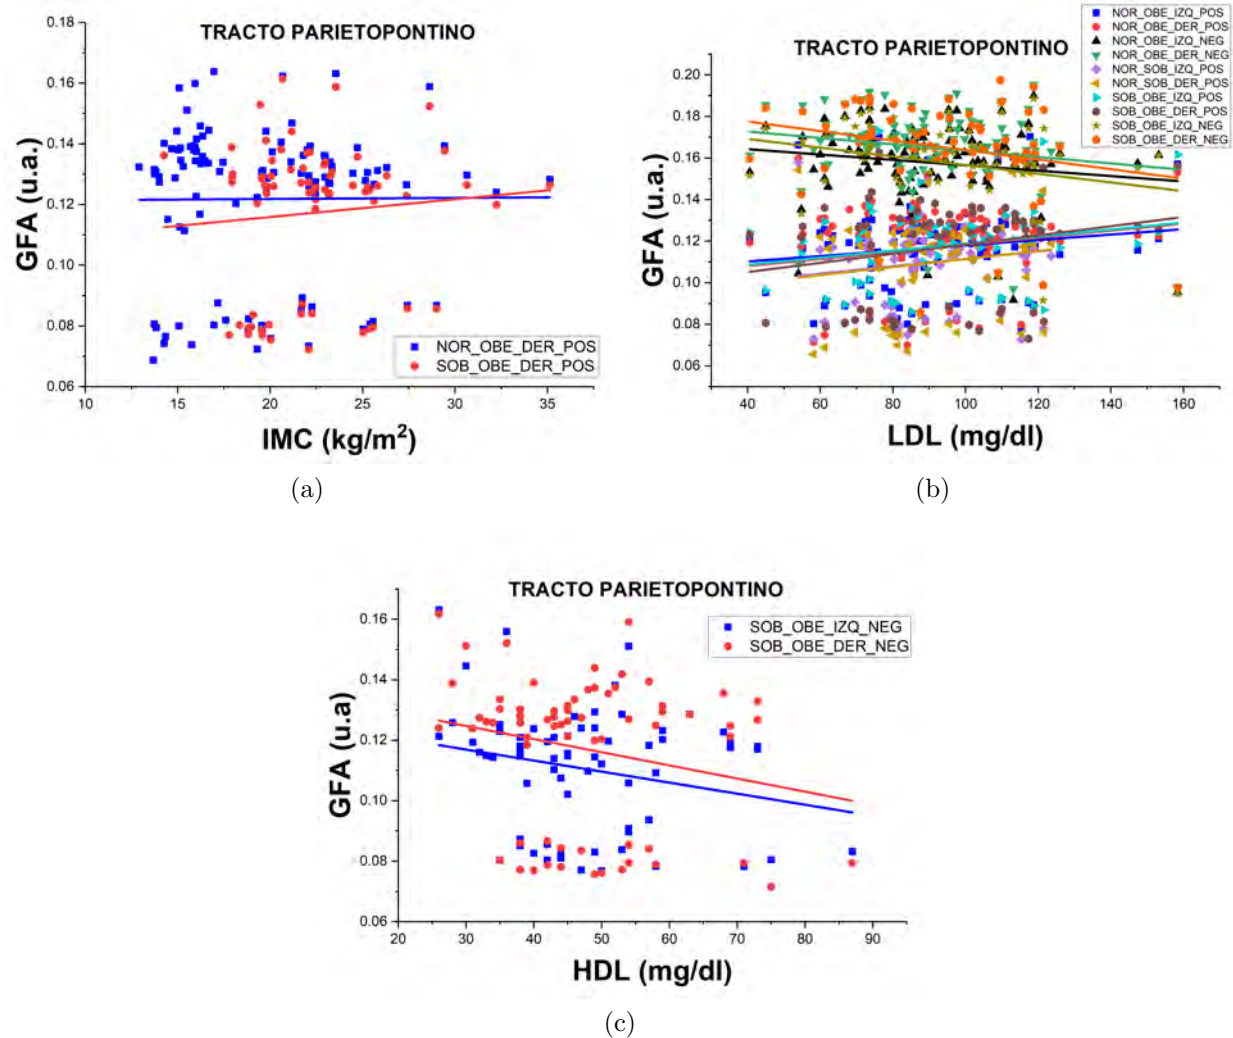 TRACTO PARIETOPONTINO
0.18
0.16
0.14
0.12
0.10
0.08
0.06
GFA (u.a.)
NOR_OBE_DER_POS
SOB_OBE_DER_POS
10 15 20 25 30 35
IMC (kg/m²)
(a)
TRACTO PARIETOPONTINO
NOR_OBE_IZQ_POS
NOR_OBE_DER_POS
NOR_OBE_IZQ_NEG
NOR_OBE_DER_NEG
NOR_SOB_IZQ_POS
NOR_SOB_DER_POS
SOB_OBE_IZQ_POS
SOB_OBE_DER_POS
SOB_OBE_IZQ_NEG
SOB_OBE_DER_NEG
0.20
0.18
0.16
0.14
0.12
0.10
0.08
0.06
GFA (u.a.)
40 60 80 100 120 140 160
LDL (mg/dl)
(b)
TRACTO PARIETOPONTINO
SOB_OBE_IZQ_NEG
SOB_OBE_DER_NEG
0.16
0.14
0.12
0.10
0.08
0.06
GFA (u.a)
20 30 40 50 60 70 80 90
HDL (mg/dl)
(c)